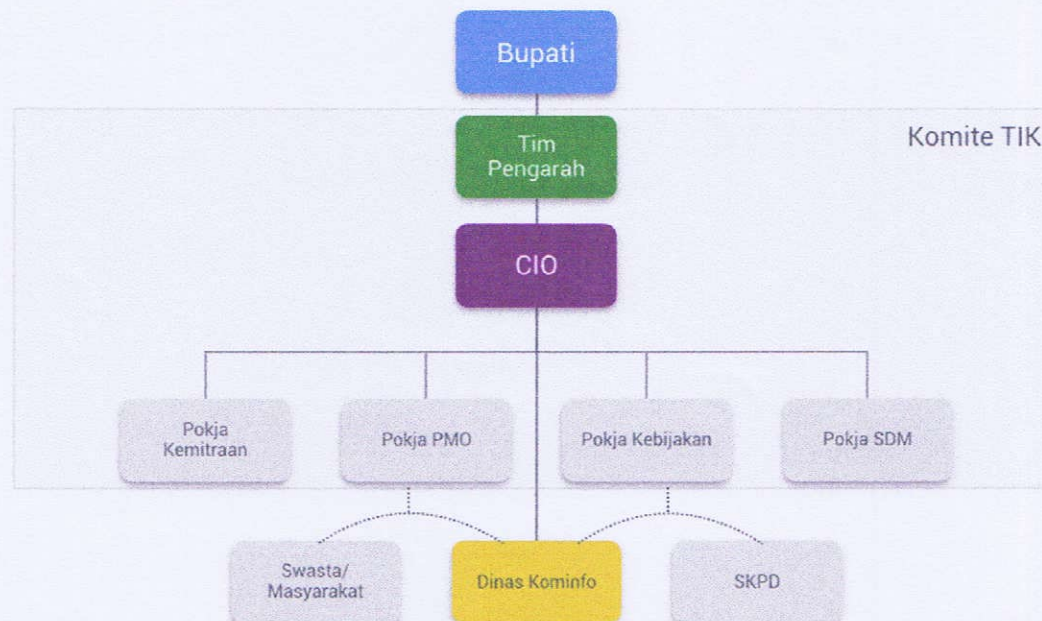 Bupati
Komite TIK
Tim
Pengarah
CIO
Pokja
Kemitraan
Pokja PMO
Pokja Kebijakan
Pokja SDM
Swasta/
Masyarakat
Dinas Kominfo
SKPD